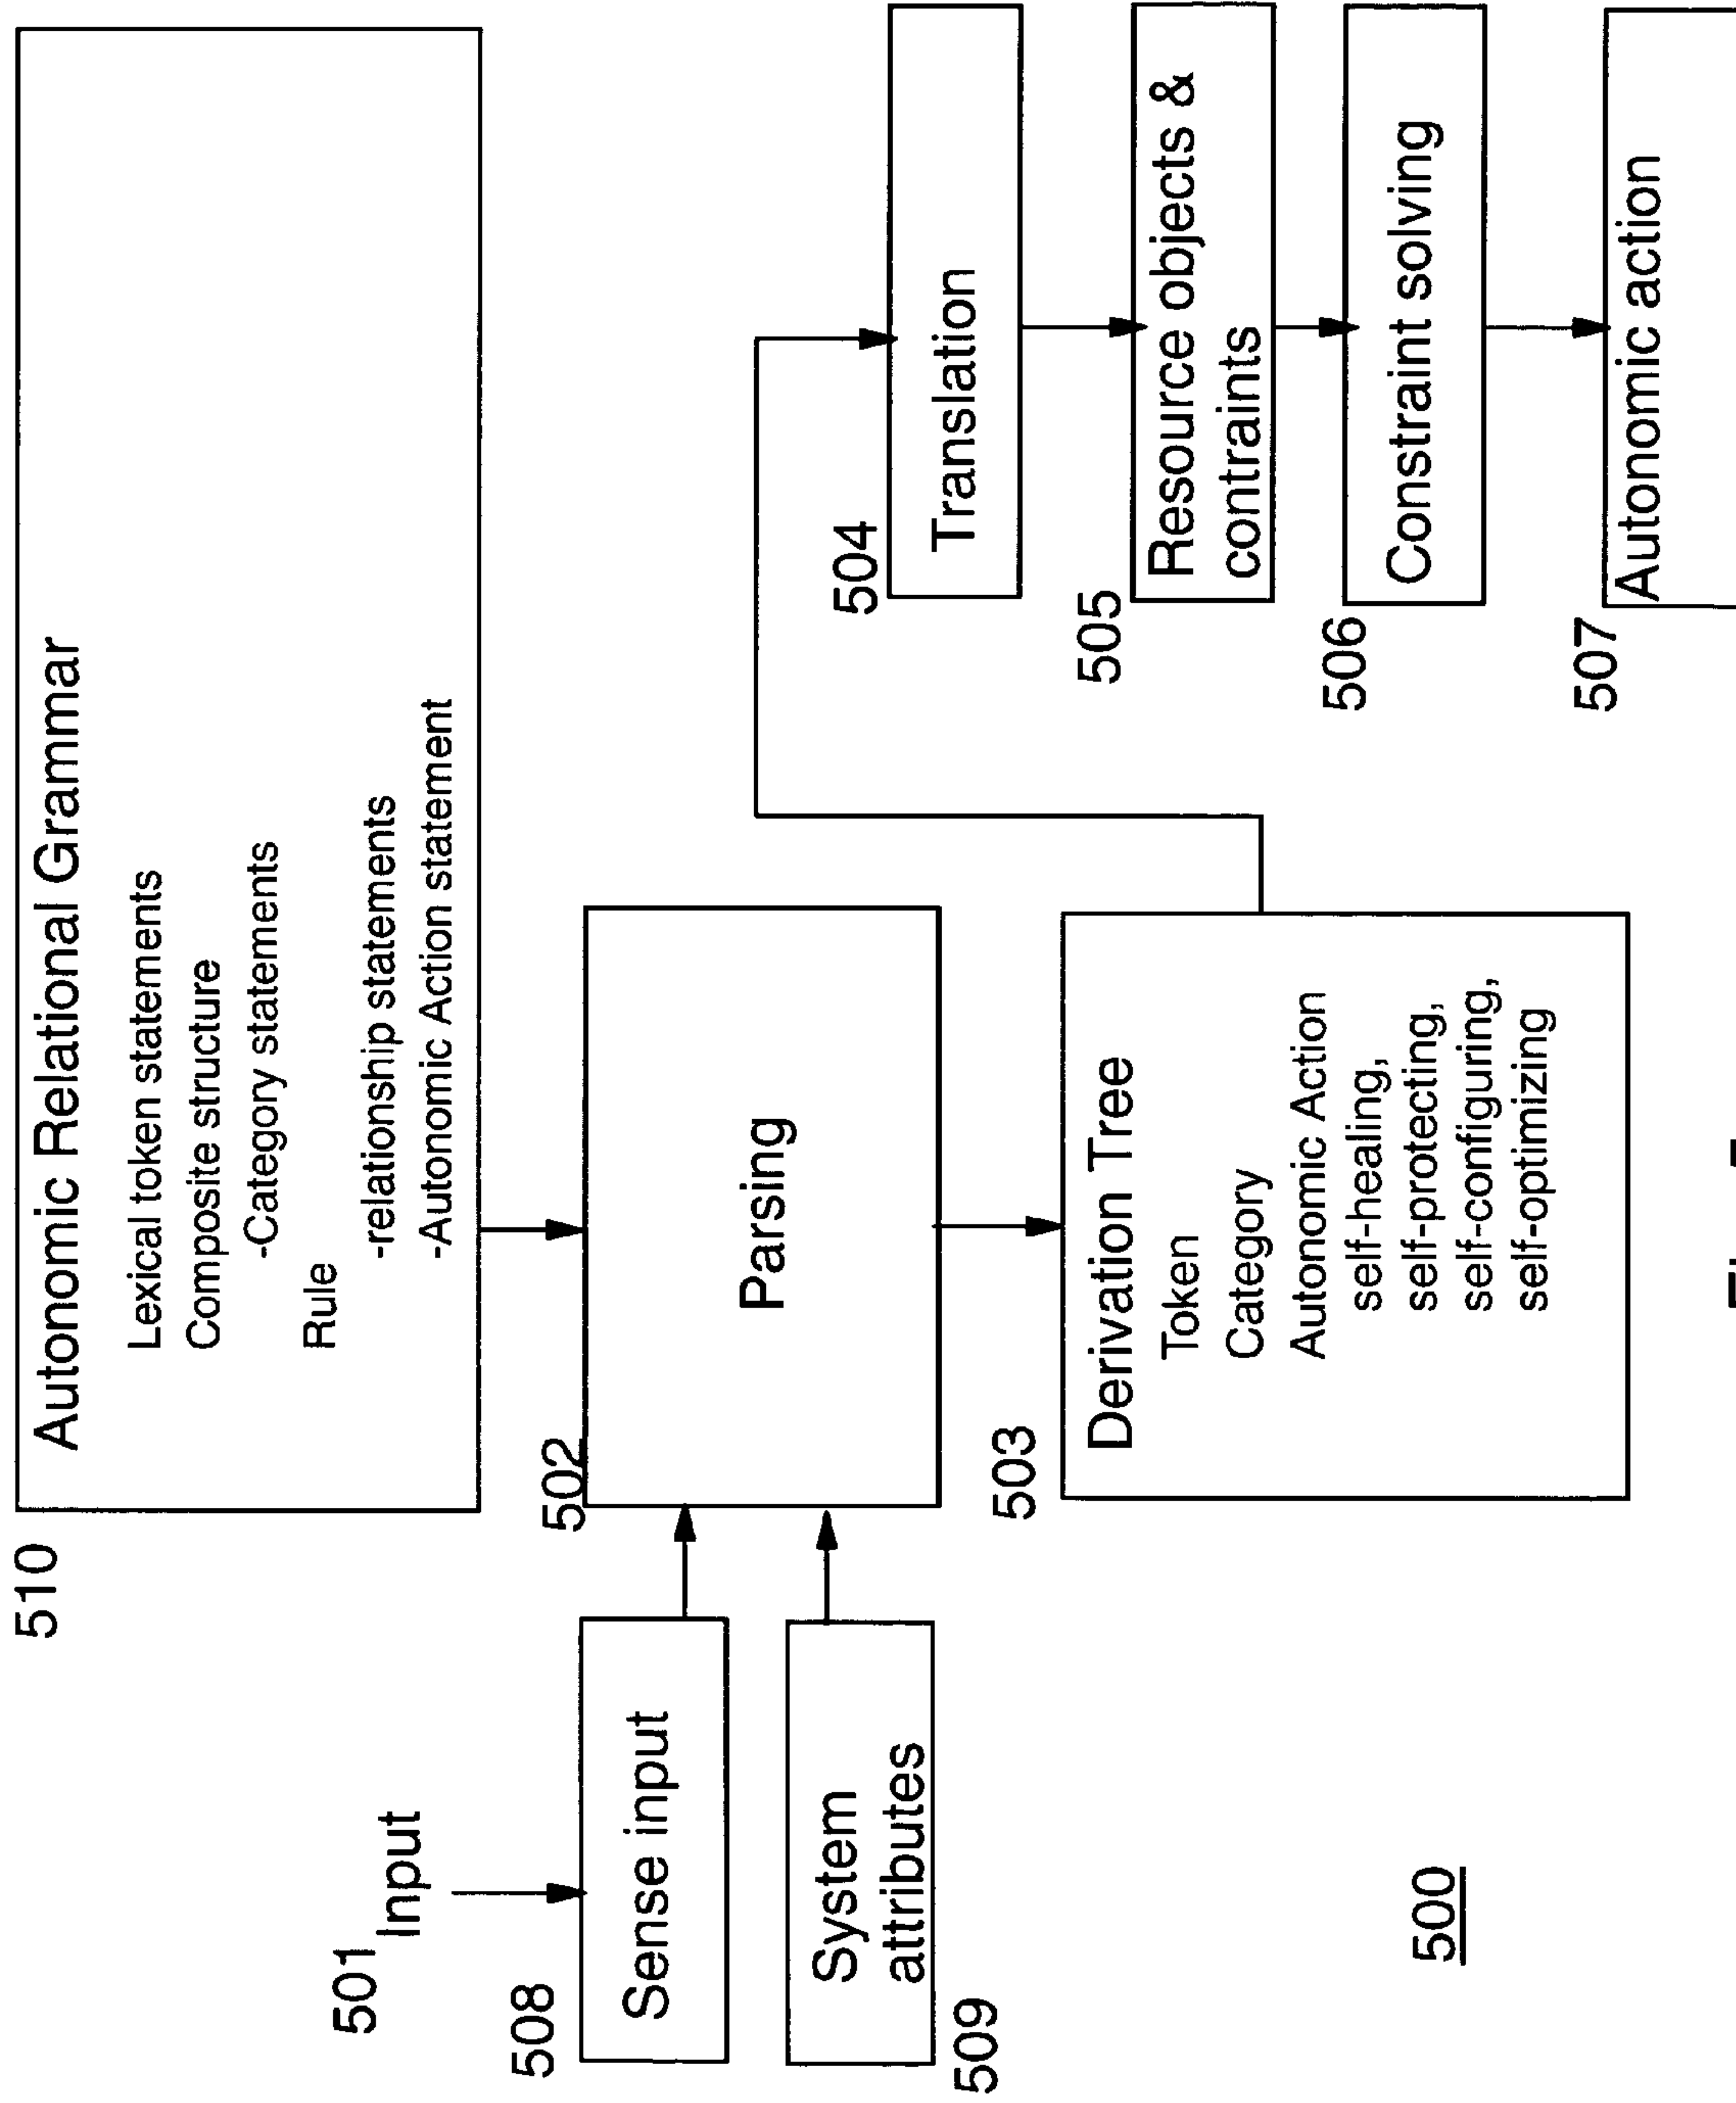 510
Autonomic Relational Grammar
Lexical token statements
Composite structure
-Category statements
Rule
-relationship statements
-Autonomic Action statement
501
Input
508
Sense input
509
System
attributes
502
Parsing
503
Derivation Tree
Token
Category
Autonomic Action
self-healing,
self-protecting,
self-configuring,
self-optimizing
504
Translation
505
Resource objects &
contraints
506
Constraint solving
507
Autonomic action
500